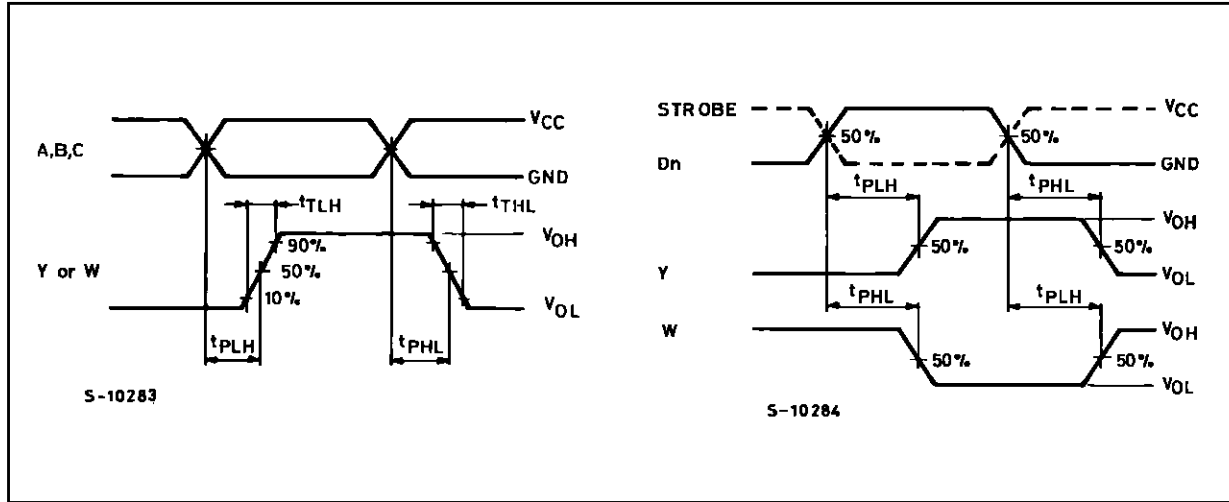 VCC
A,B,C
GND
tTLH
tTHL
VOH
90%
Y or W
50%
10%
VOL
tPLH
tPHL
S-10283
STROBE
VCC
50%
50%
Dn
GND
tPLH
tPHL
VOH
50%
50%
Y
VOL
tPHL
tPLH
W
VOH
50%
50%
VOL
S-10284